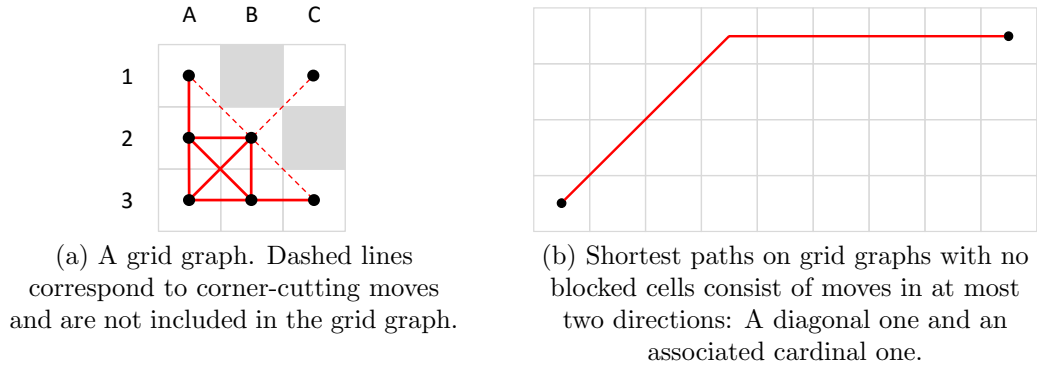 A B C
1
2
3
(a) A grid graph. Dashed lines
correspond to corner-cutting moves
and are not included in the grid graph.
(b) Shortest paths on grid graphs with no
blocked cells consist of moves in at most
two directions: A diagonal one and an
associated cardinal one.